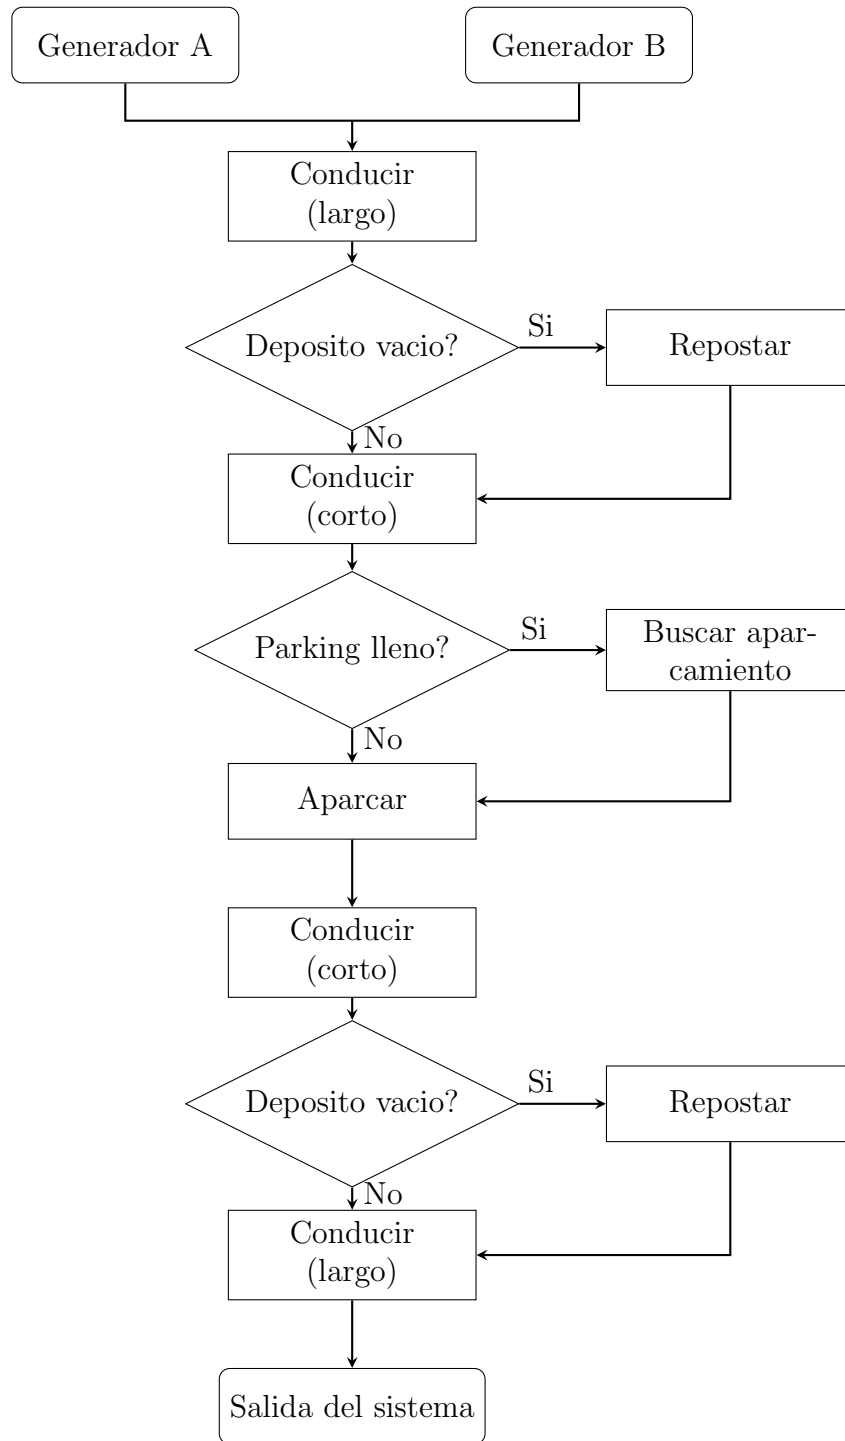 Generador A
Generador B
Conducir
(largo)
Deposito vacio?
Si
Repostar
No
Conducir
(corto)
Parking lleno?
Si
Buscar apar-
camiento
No
Aparcar
Conducir
(corto)
Deposito vacio?
Si
Repostar
No
Conducir
(largo)
Salida del sistema